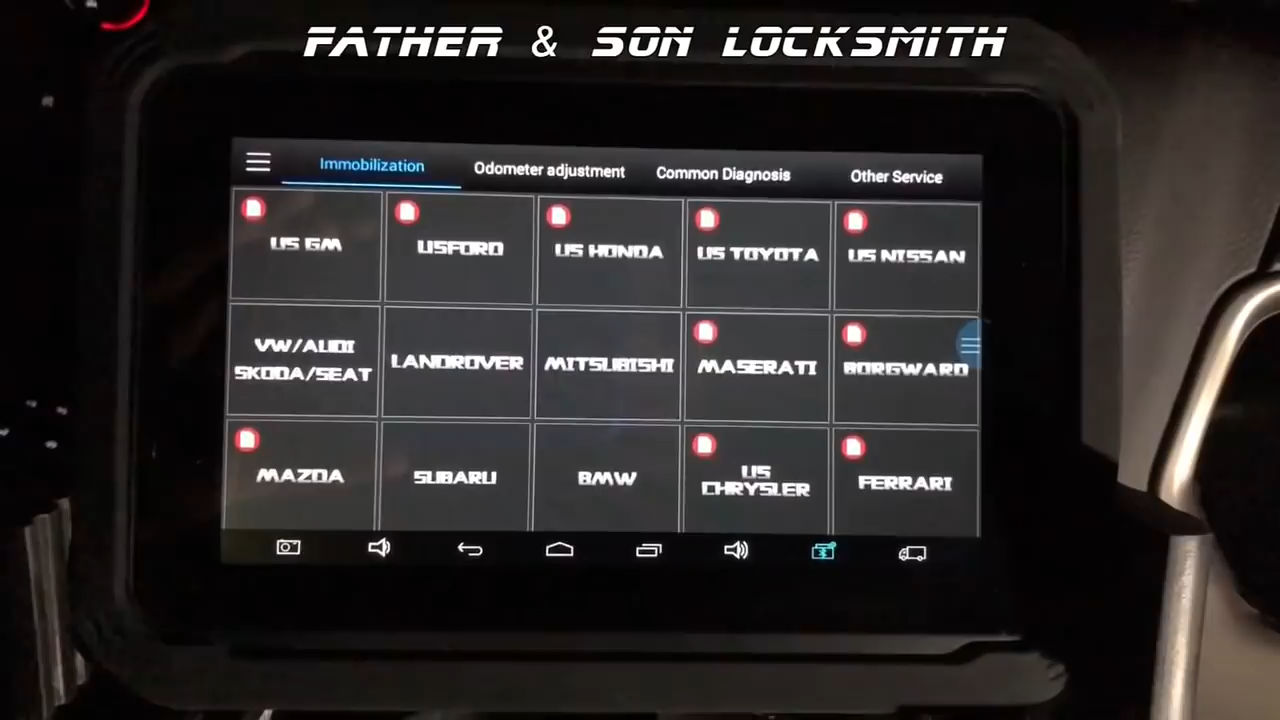 FATHER & SON LOCKSMITH
Immobilization
Odometer adjustment
Common Diagnosis
Other Service
US GM
USFORD
US HONDA
US TOYOTA
US NISSAN
VW/AUDI
SKODA/SEAT
LANDROVER
MITSUBISHI
MASERATI
BORGWARD
MAZDA
SUBARU
BMW
US
CHRYSLER
FERRARI